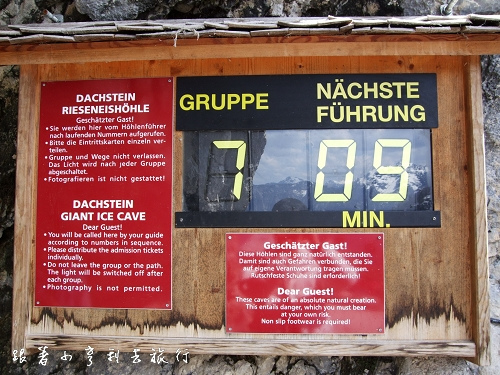 DACHSTEIN
RIESENEISHÖHLE
Geschätzter Gast!
• Sie werden hier vom Höhlenführer
nach laufenden Nummern aufgerufen.
• Bitte die Eintrittskarten einzeln ver-
teilen.
• Gruppe und Wege nicht verlassen.
Das Licht wird nach jeder Gruppe
abgeschaltet.
• Fotografieren ist nicht gestattet!
DACHSTEIN
GIANT ICE CAVE
Dear Guest!
• You will be called here by your guide
according to numbers in sequence.
• Please distribute the admission tickets
individually.
• Do not leave the group or the path.
The light will be switched off after
each group.
• Photography is not permitted.
GRUPPE
NÄCHSTE
FÜHRUNG
7 09
MIN.
Geschätzter Gast!
Diese Höhlen sind ganz natürlich entstanden.
Damit sind auch Gefahren verbunden, die Sie
auf eigene Verantwortung tragen müssen.
Rutschfeste Schuhe sind erforderlich!
Dear Guest!
These caves are of an absolute natural creation.
This entails danger, which you must bear
at your own risk.
Non slip footwear is required!
跟著小亨利去旅行